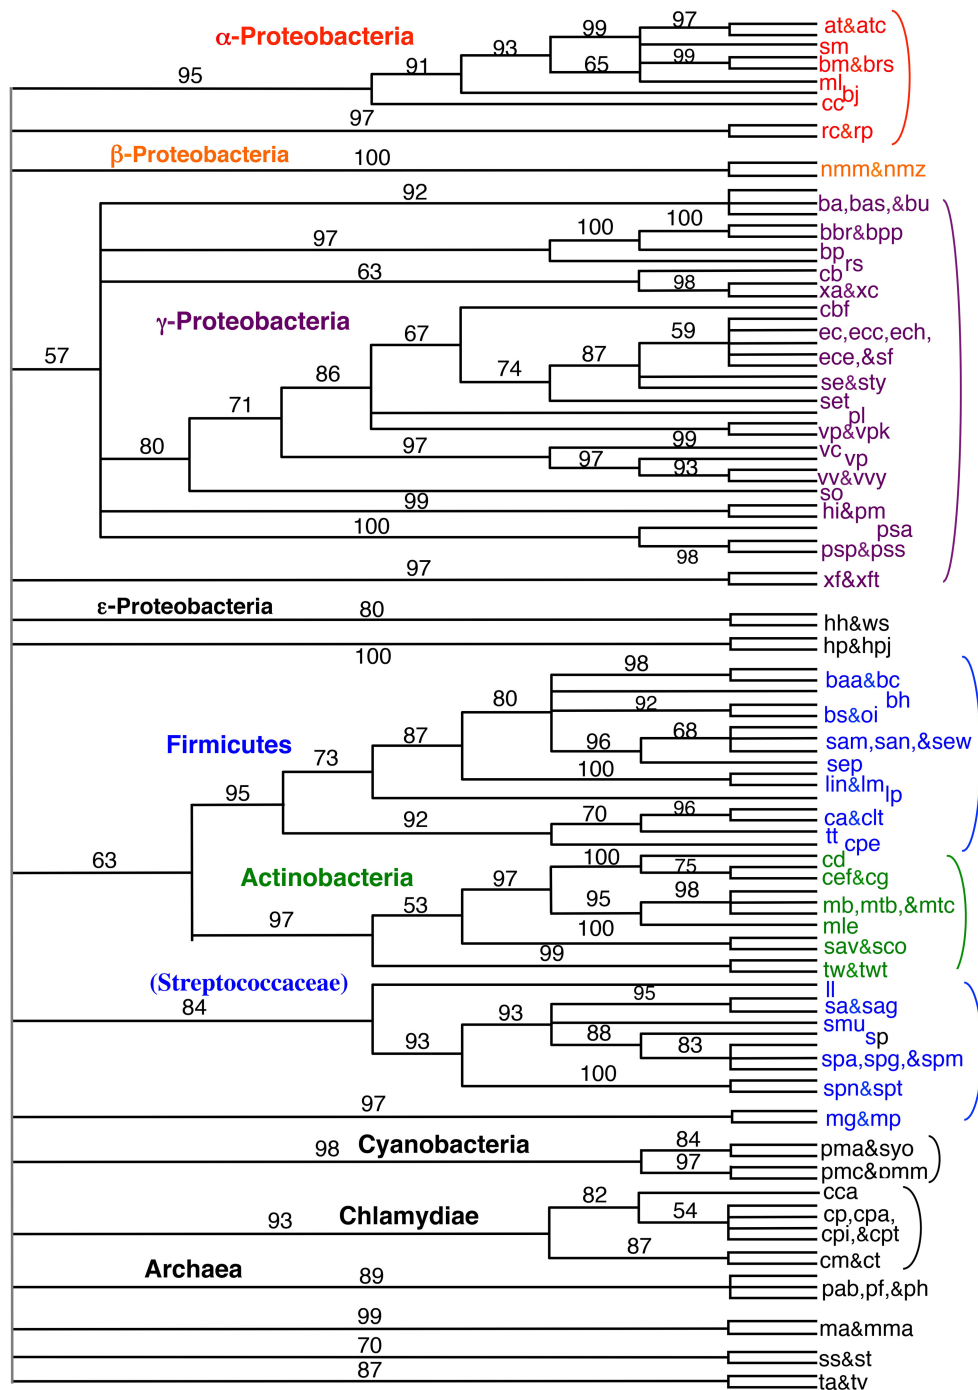 97
at&atc
99
α-Proteobacteria
sm
93
99
bm&brs
65
91
95
ml
bj
cc
97
rc&rp
β-Proteobacteria
100
nmm&nmz
92
ba,bas,&bu
100
100
bbr&bpp
97
bp
rs
63
cb
98
xa&xc
cbf
γ-Proteobacteria
67
59
ec,ecc,ech,
57
87
ece,&sf
74
86
se&sty
71
set
pl
vp&vpk
80
97
99
vc
97
vp
93
vv&vvy
so
99
hi&pm
100
psa
98
psp&pss
97
xf&xft
ε-Proteobacteria
80
hh&ws
hp&hpj
100
98
baa&bc
80
92
bh
bs&oi
Firmicutes
87
96
68
sam,san,&sew
73
100
sep
lin&lm
95
lp
92
70
96
ca&clt
tt
cpe
63
100
cd
75
Actinobacteria
97
cef&cg
98
95
mb,mtb,&mtc
53
97
100
mle
sav&sco
99
tw&twt
(Streptococcaceae)
ll
95
84
sa&sag
93
smu
88
sp
93
83
spa,spg,&spm
100
spn&spt
97
mg&mp
Cyanobacteria
84
98
pma&syo
97
pmc&pmm
82
cca
Chlamydiae
54
cp,cpa,
93
cpi,&cpt
87
cm&ct
Archaea
89
pab,pf,&ph
99
ma&mma
70
ss&st
87
ta&tv